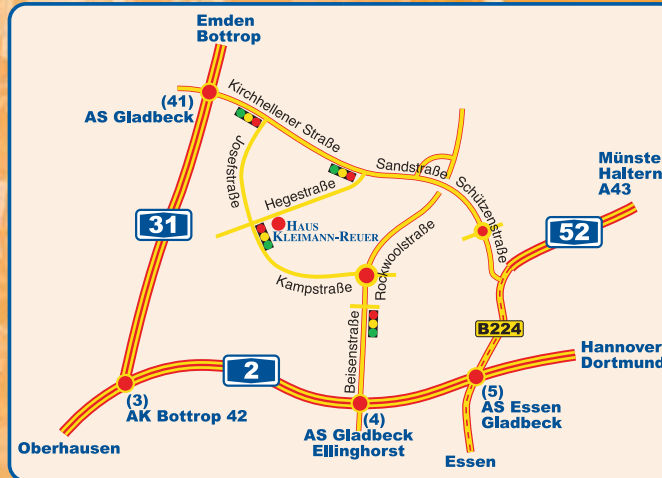 Emden
Bottrop
(41)
AS Gladbeck
Kirchhellener Straße
Josefstraße
Hegestraße
Sandstraße
Schützenstraße
Münste
Haltern
A43
31
HAUS
KLEIMANN-REUER
52
Rockwoolstraße
Kampstraße
Beisenstraße
B224
Hannover
Dortmund
2
(3)
AK Bottrop 42
(5)
AS Essen
Gladbeck
(4)
AS Gladbeck
Ellinghorst
Oberhausen
Essen